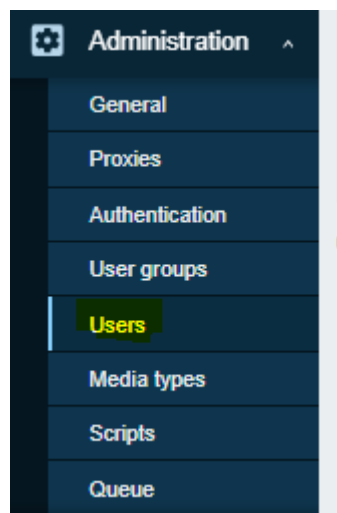 Administration
General
Proxies
Authentication
User groups
Users
Media types
Scripts
Queue